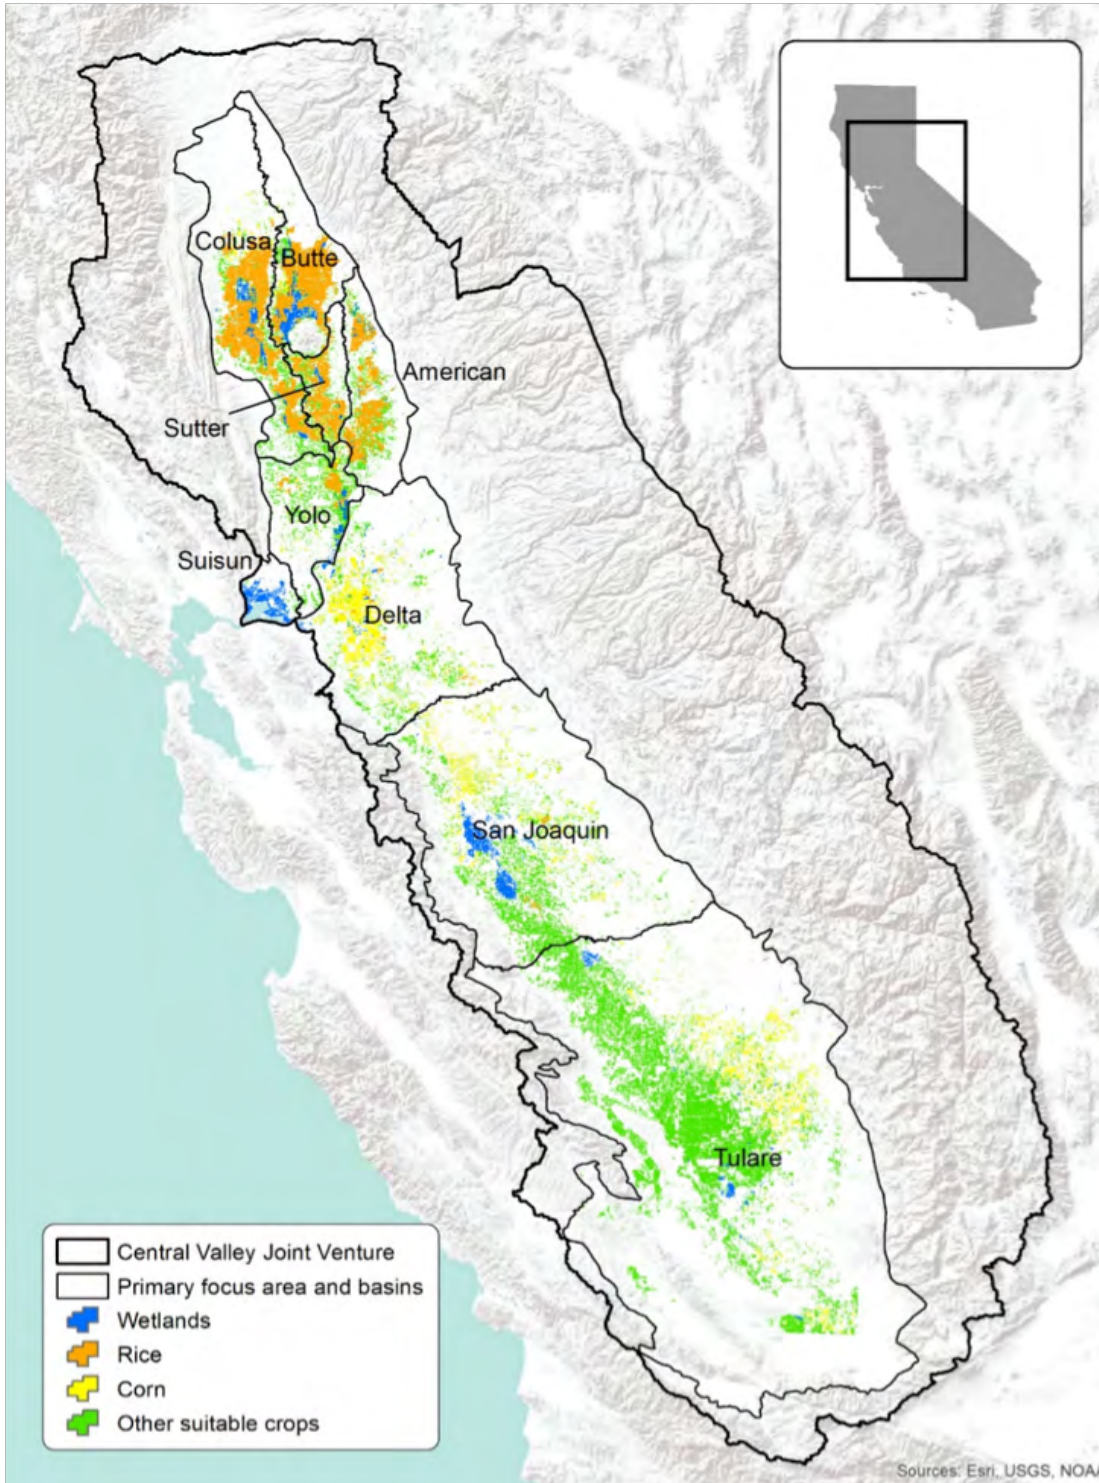 Colusa
Butte
American
Sutter
Yolo
Suisun
Delta
San Joaquin
Tulare
Central Valley Joint Venture
Primary focus area and basins
Wetlands
Rice
Corn
Other suitable crops
Sources: Esri, USGS, NOAA